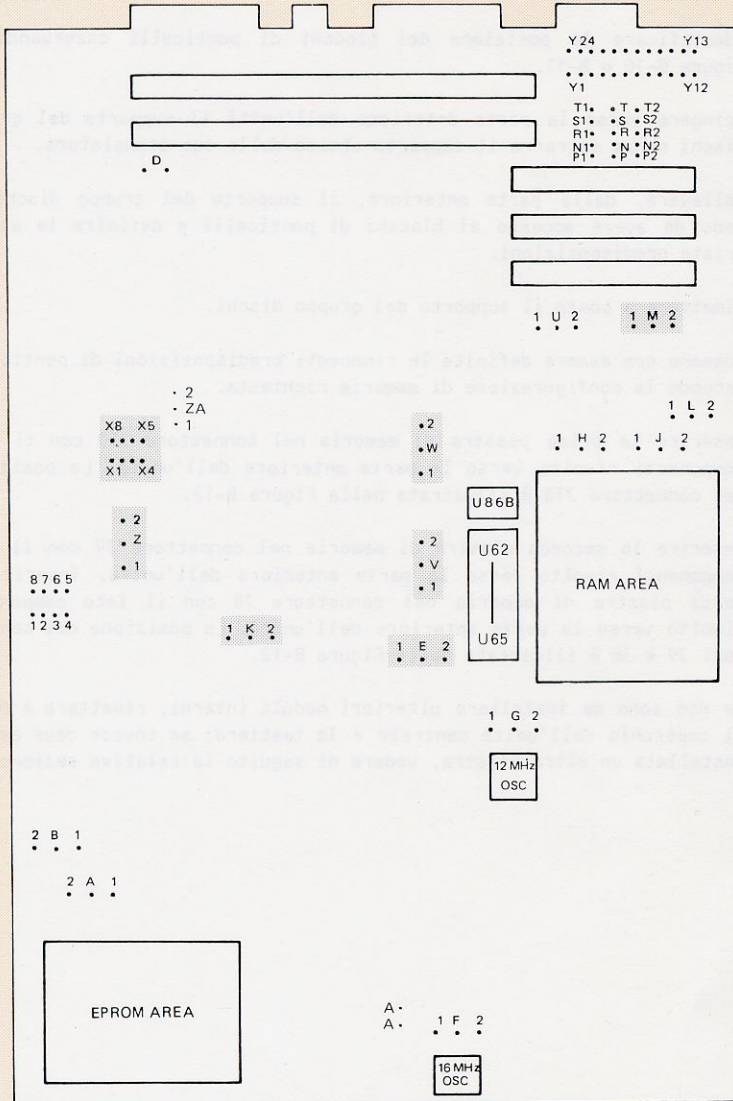 Y24 Y13
Y1 Y12
T1 T T2
S1 S S2
R1 R R2
N1 N N2
P1 P P2
D
1 U 2
1 M 2
2
ZA
1
1 L 2
X8 X5
X1 X4
2
W
1
1 H 2
1 J 2
U86B
2
Z
1
2
V
1
U62
U65
RAM AREA
8 7 6 5
1 2 3 4
1 K 2
1 E 2
1 G 2
12 MHz
OSC
2 B 1
2 A 1
EPROM AREA
A
A
1 F 2
16 MHz
OSC